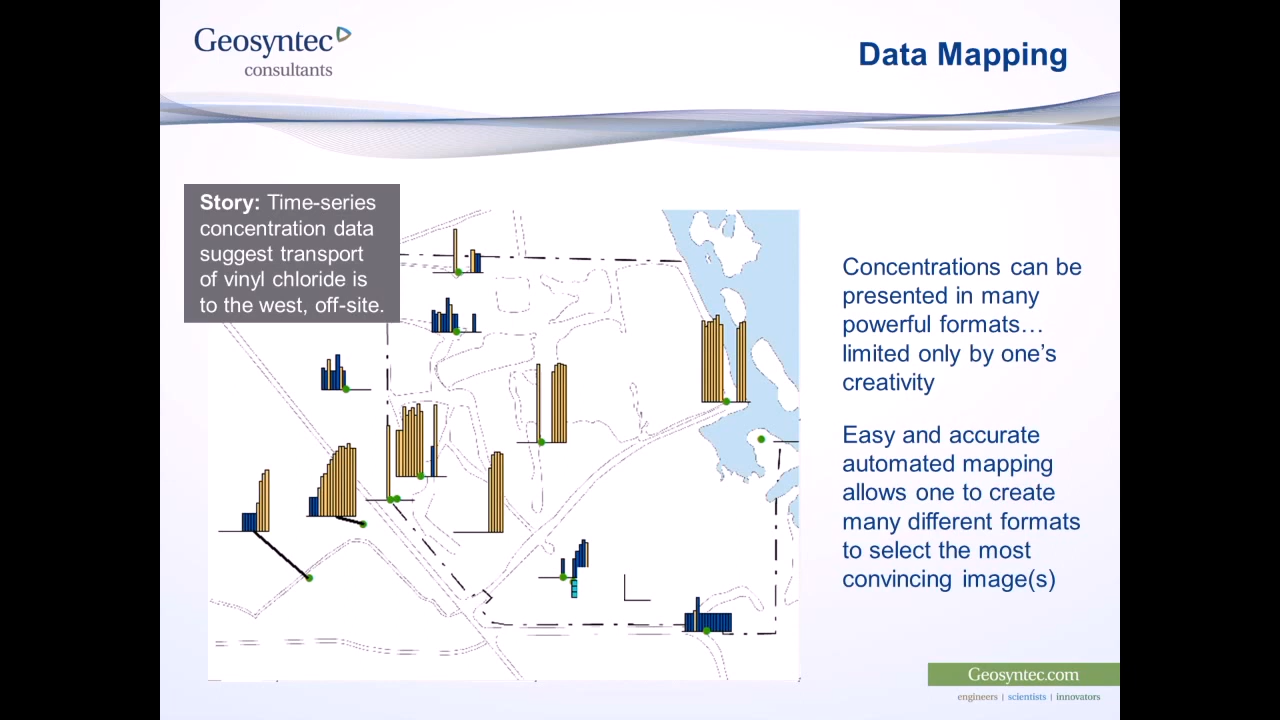 Geosyntec
consultants
Data Mapping
Story: Time-series
concentration data
suggest transport
of vinyl chloride is
to the west, off-site.
Concentrations can be
presented in many
powerful formats…
limited only by one’s
creativity
Easy and accurate
automated mapping
allows one to create
many different formats
to select the most
convincing image(s)
Geosyntec.com
engineers | scientists | innovators